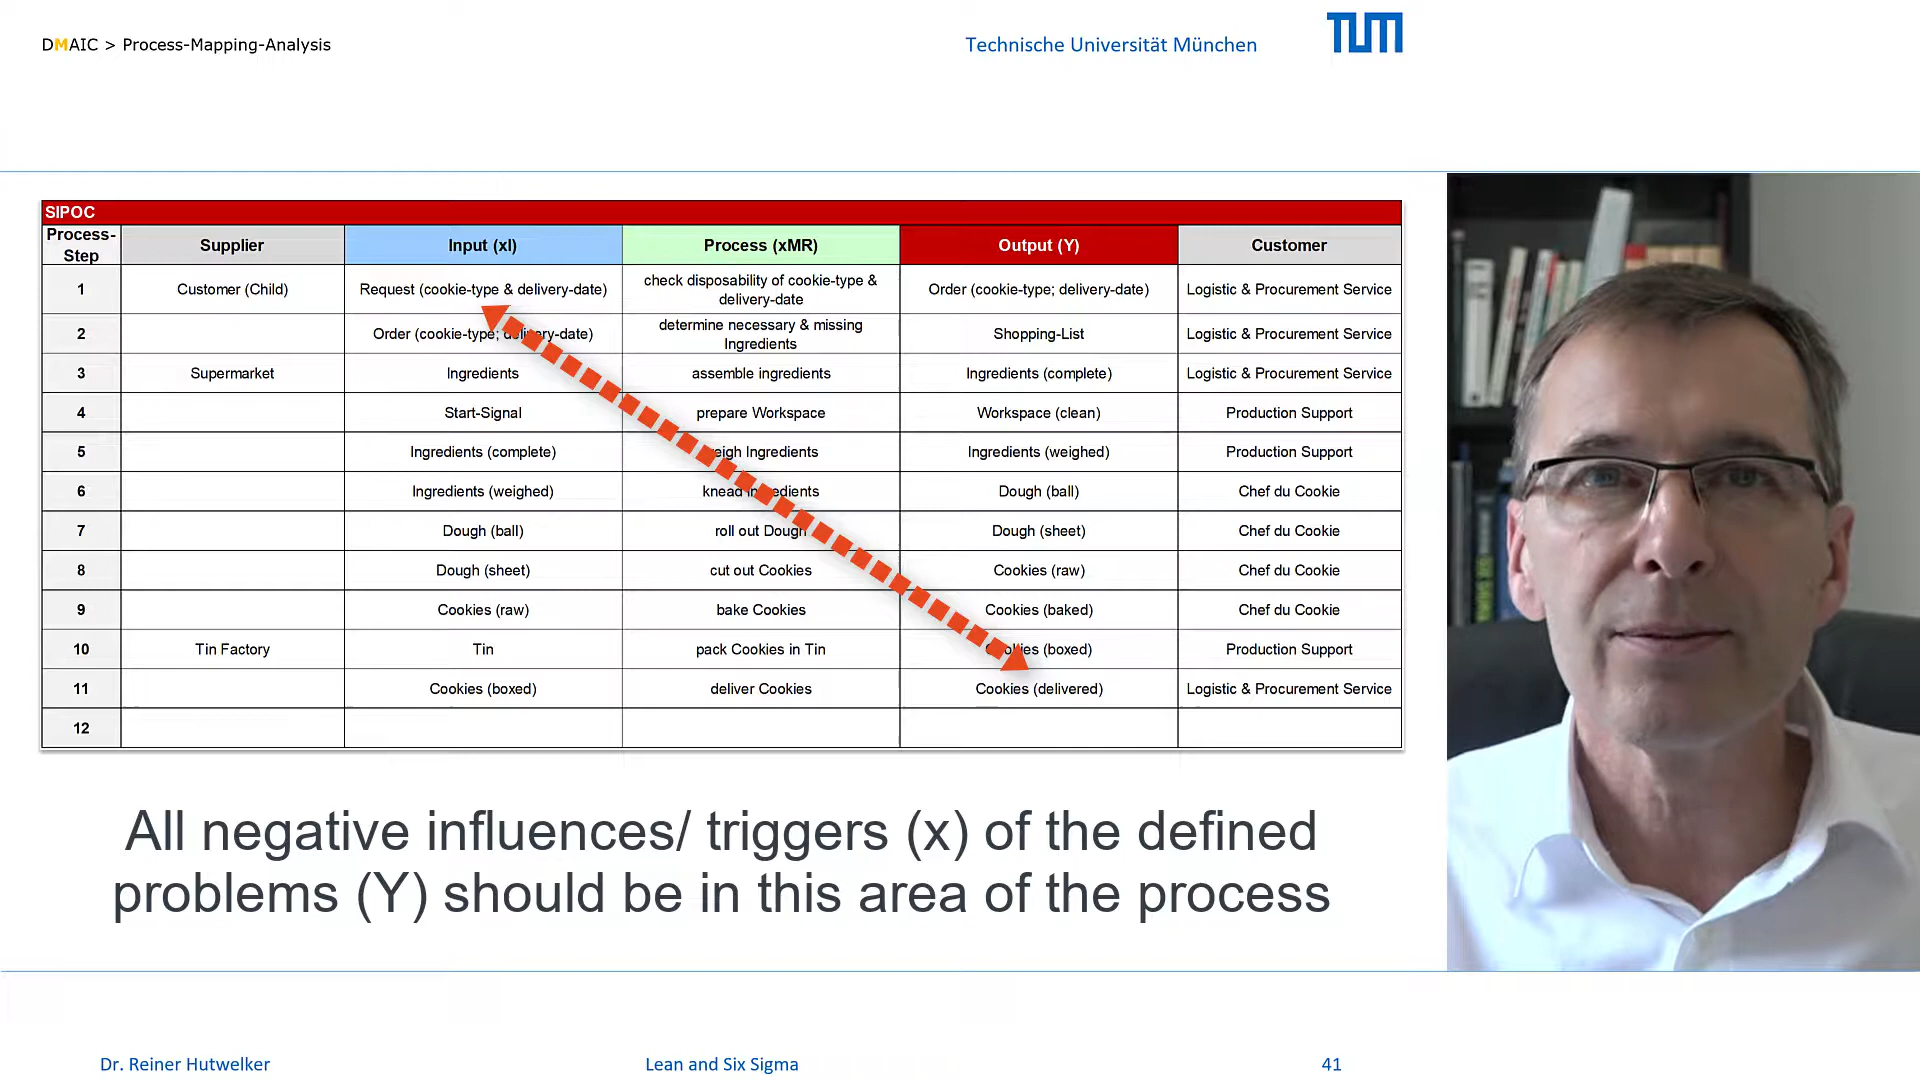 DMAIC > Process-Mapping-Analysis
Technische Universität München
TUM
SIPOC
Process-Step Supplier Input (xI) Process (xMR) Output (Y) Customer
1 Customer (Child) Request (cookie-type & delivery-date) check disposability of cookie-type & delivery-date Order (cookie-type; delivery-date) Logistic & Procurement Service
2 Order (cookie-type; delivery-date) determine necessary & missing Ingredients Shopping-List Logistic & Procurement Service
3 Supermarket Ingredients assemble ingredients Ingredients (complete) Logistic & Procurement Service
4 Start-Signal prepare Workspace Workspace (clean) Production Support
5 Ingredients (complete) weigh Ingredients Ingredients (weighed) Production Support
6 Ingredients (weighed) knead Ingredients Dough (ball) Chef du Cookie
7 Dough (ball) roll out Dough Dough (sheet) Chef du Cookie
8 Dough (sheet) cut out Cookies Cookies (raw) Chef du Cookie
9 Cookies (raw) bake Cookies Cookies (baked) Chef du Cookie
10 Tin Factory Tin pack Cookies in Tin Cookies (boxed) Production Support
11 Cookies (boxed) deliver Cookies Cookies (delivered) Logistic & Procurement Service
12
All negative influences/ triggers (x) of the defined
problems (Y) should be in this area of the process
Dr. Reiner Hutwelker
Lean and Six Sigma
41